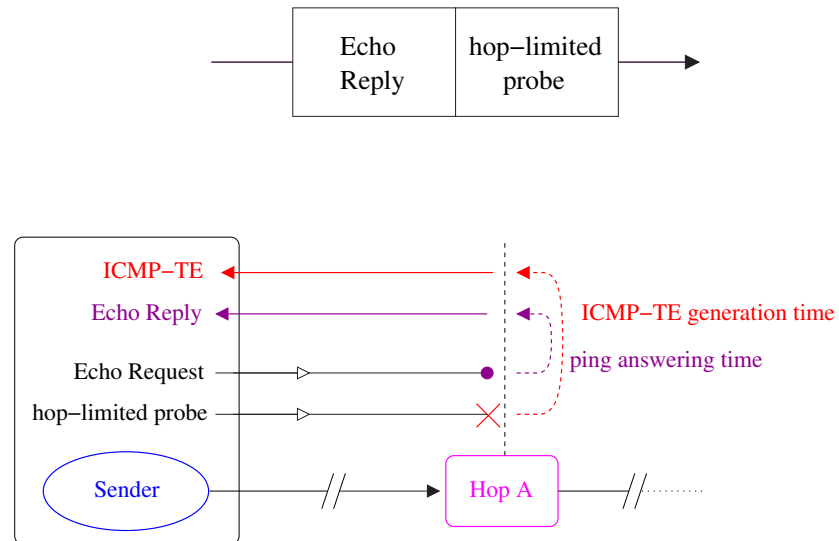 Echo
Reply
hop−limited
probe
ICMP−TE
Echo Reply
ICMP−TE generation time
ping answering time
Echo Request
hop−limited probe
Sender
Hop A